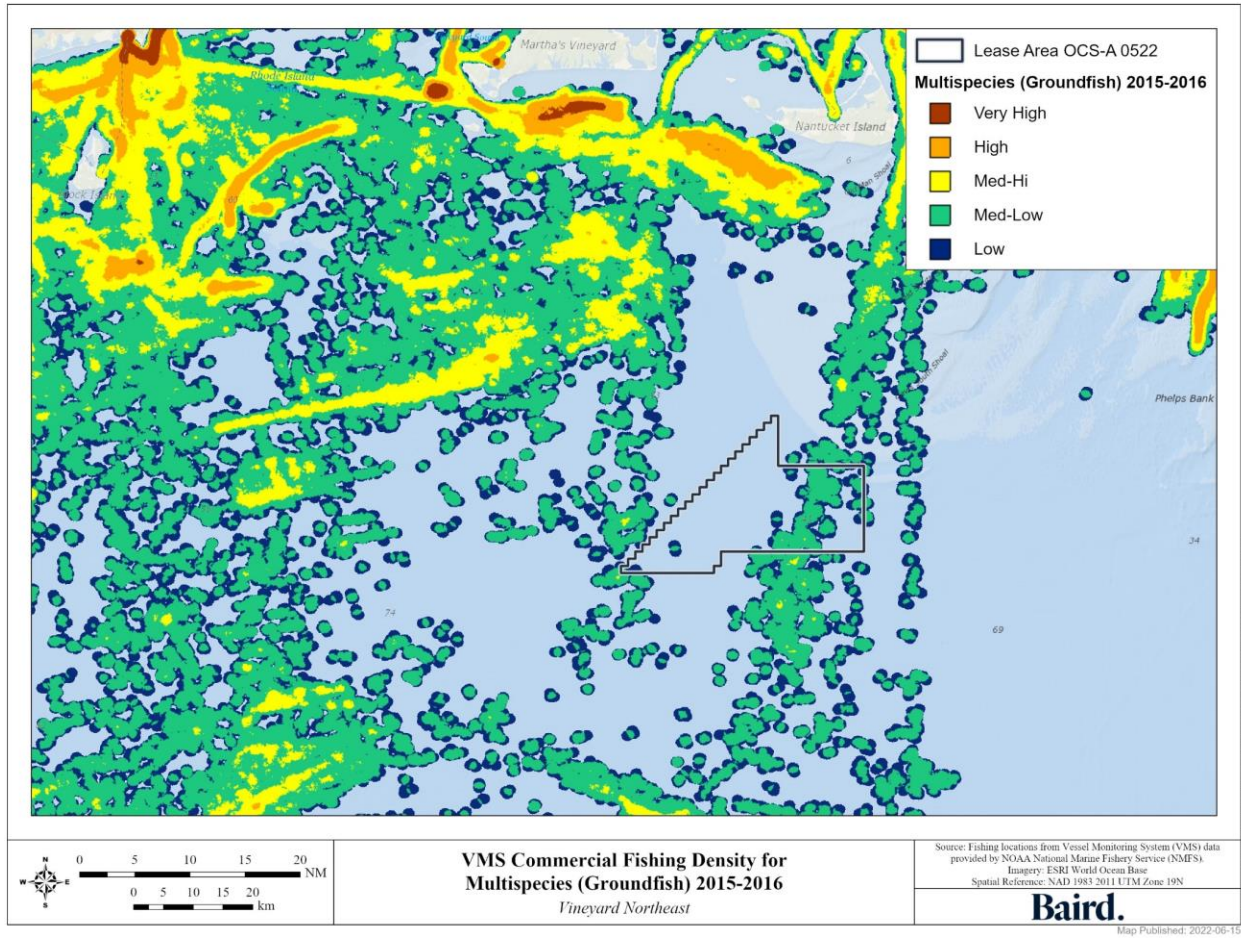 Martha's Vineyard
Rhode Island
Nantucket Island
6
Phelps Bank
34
74
69
Lease Area OCS-A 0522
Multispecies (Groundfish) 2015-2016
Very High
High
Med-Hi
Med-Low
Low
N
W E
S
0 5 10 15 20
NM
0 5 10 15 20
km
VMS Commercial Fishing Density for
Multispecies (Groundfish) 2015-2016
Vineyard Northeast
Source: Fishing locations from Vessel Monitoring System (VMS) data
provided by NOAA National Marine Fishery Service (NMFS).
Imagery: ESRI World Ocean Base
Spatial Reference: NAD 1983 2011 UTM Zone 19N
Baird.
Map Published: 2022-06-15